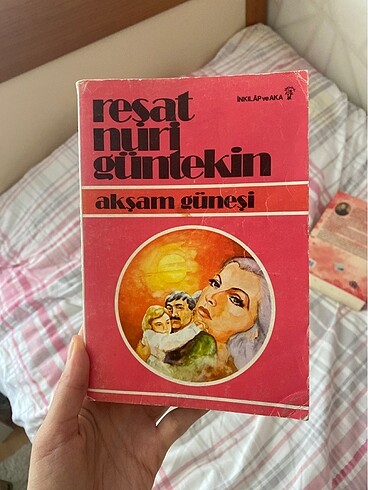 İNKILÂP ve AKA
reşat
nuri
güntekin
akşam güneşi